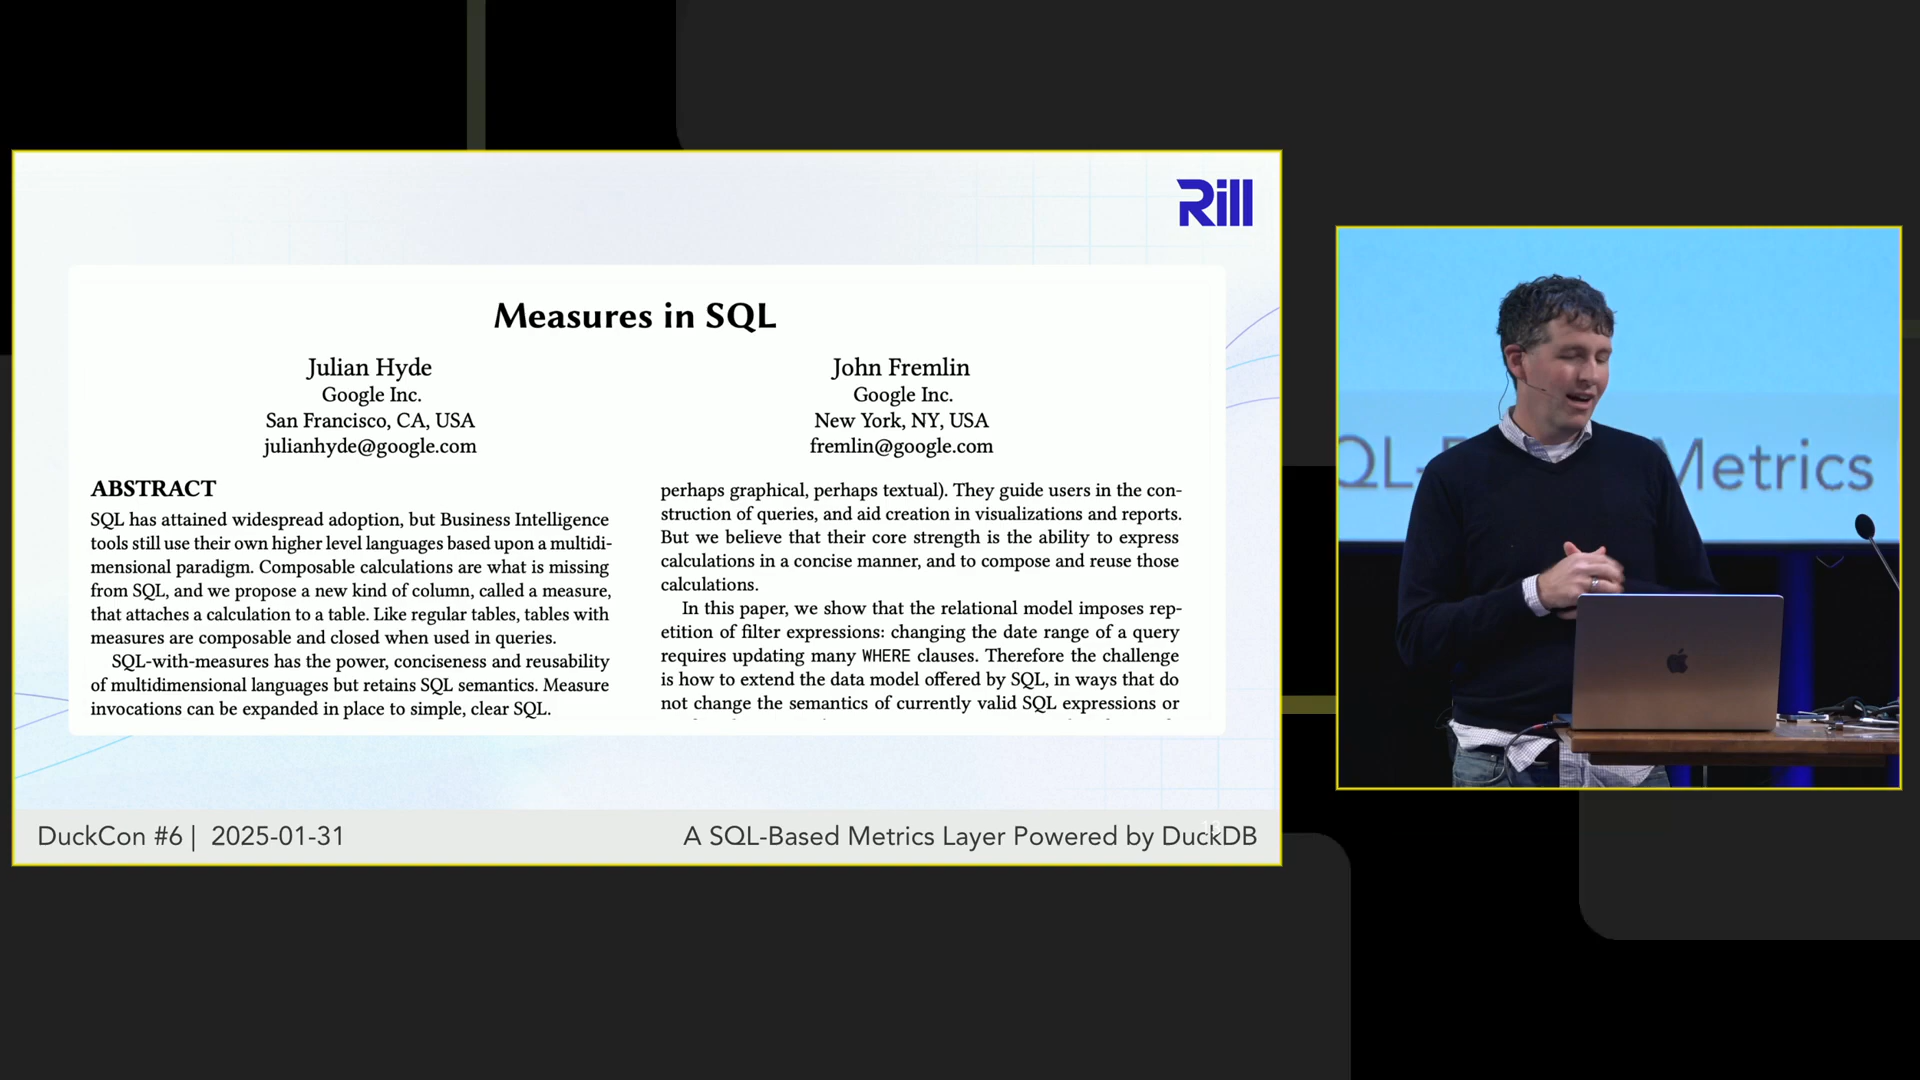 Rill
Measures in SQL
Julian Hyde
Google Inc.
San Francisco, CA, USA
julianhyde@google.com
John Fremlin
Google Inc.
New York, NY, USA
fremlin@google.com
ABSTRACT
SQL has attained widespread adoption, but Business Intelligence
tools still use their own higher level languages based upon a multidi-
mensional paradigm. Composable calculations are what is missing
from SQL, and we propose a new kind of column, called a measure,
that attaches a calculation to a table. Like regular tables, tables with
measures are composable and closed when used in queries.
SQL-with-measures has the power, conciseness and reusability
of multidimensional languages but retains SQL semantics. Measure
invocations can be expanded in place to simple, clear SQL.
perhaps graphical, perhaps textual). They guide users in the con-
struction of queries, and aid creation in visualizations and reports.
But we believe that their core strength is the ability to express
calculations in a concise manner, and to compose and reuse those
calculations.
In this paper, we show that the relational model imposes rep-
etition of filter expressions: changing the date range of a query
requires updating many WHERE clauses. Therefore the challenge
is how to extend the data model offered by SQL, in ways that do
not change the semantics of currently valid SQL expressions or
DuckCon #6 | 2025-01-31
A SQL-Based Metrics Layer Powered by DuckDB
QL-
Metrics